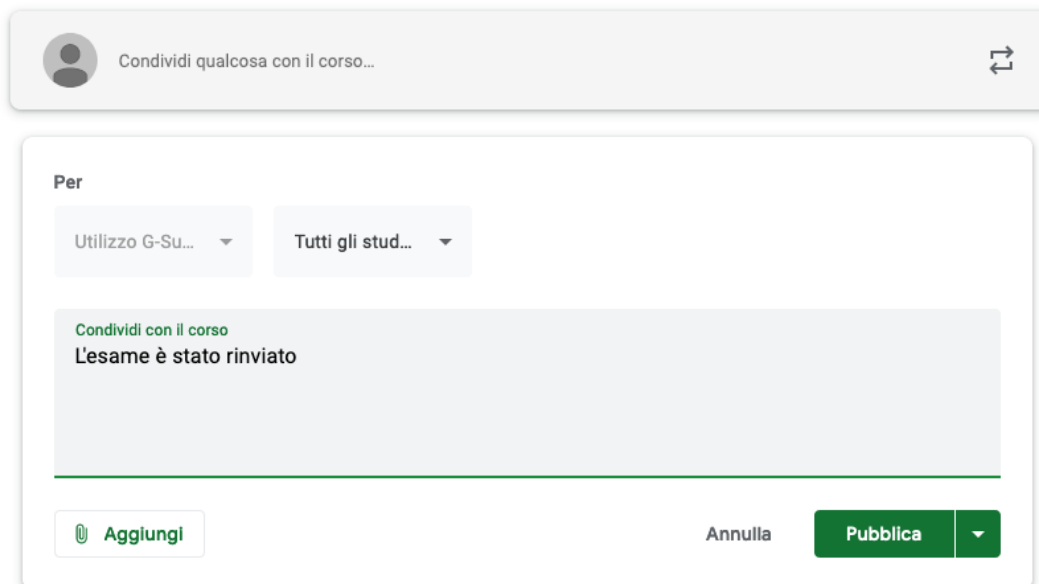 Condividi qualcosa con il corso...
Per
Utilizzo G-Su... Tutti gli stud...
Condividi con il corso
L'esame è stato rinviato
Aggiungi Annulla Pubblica